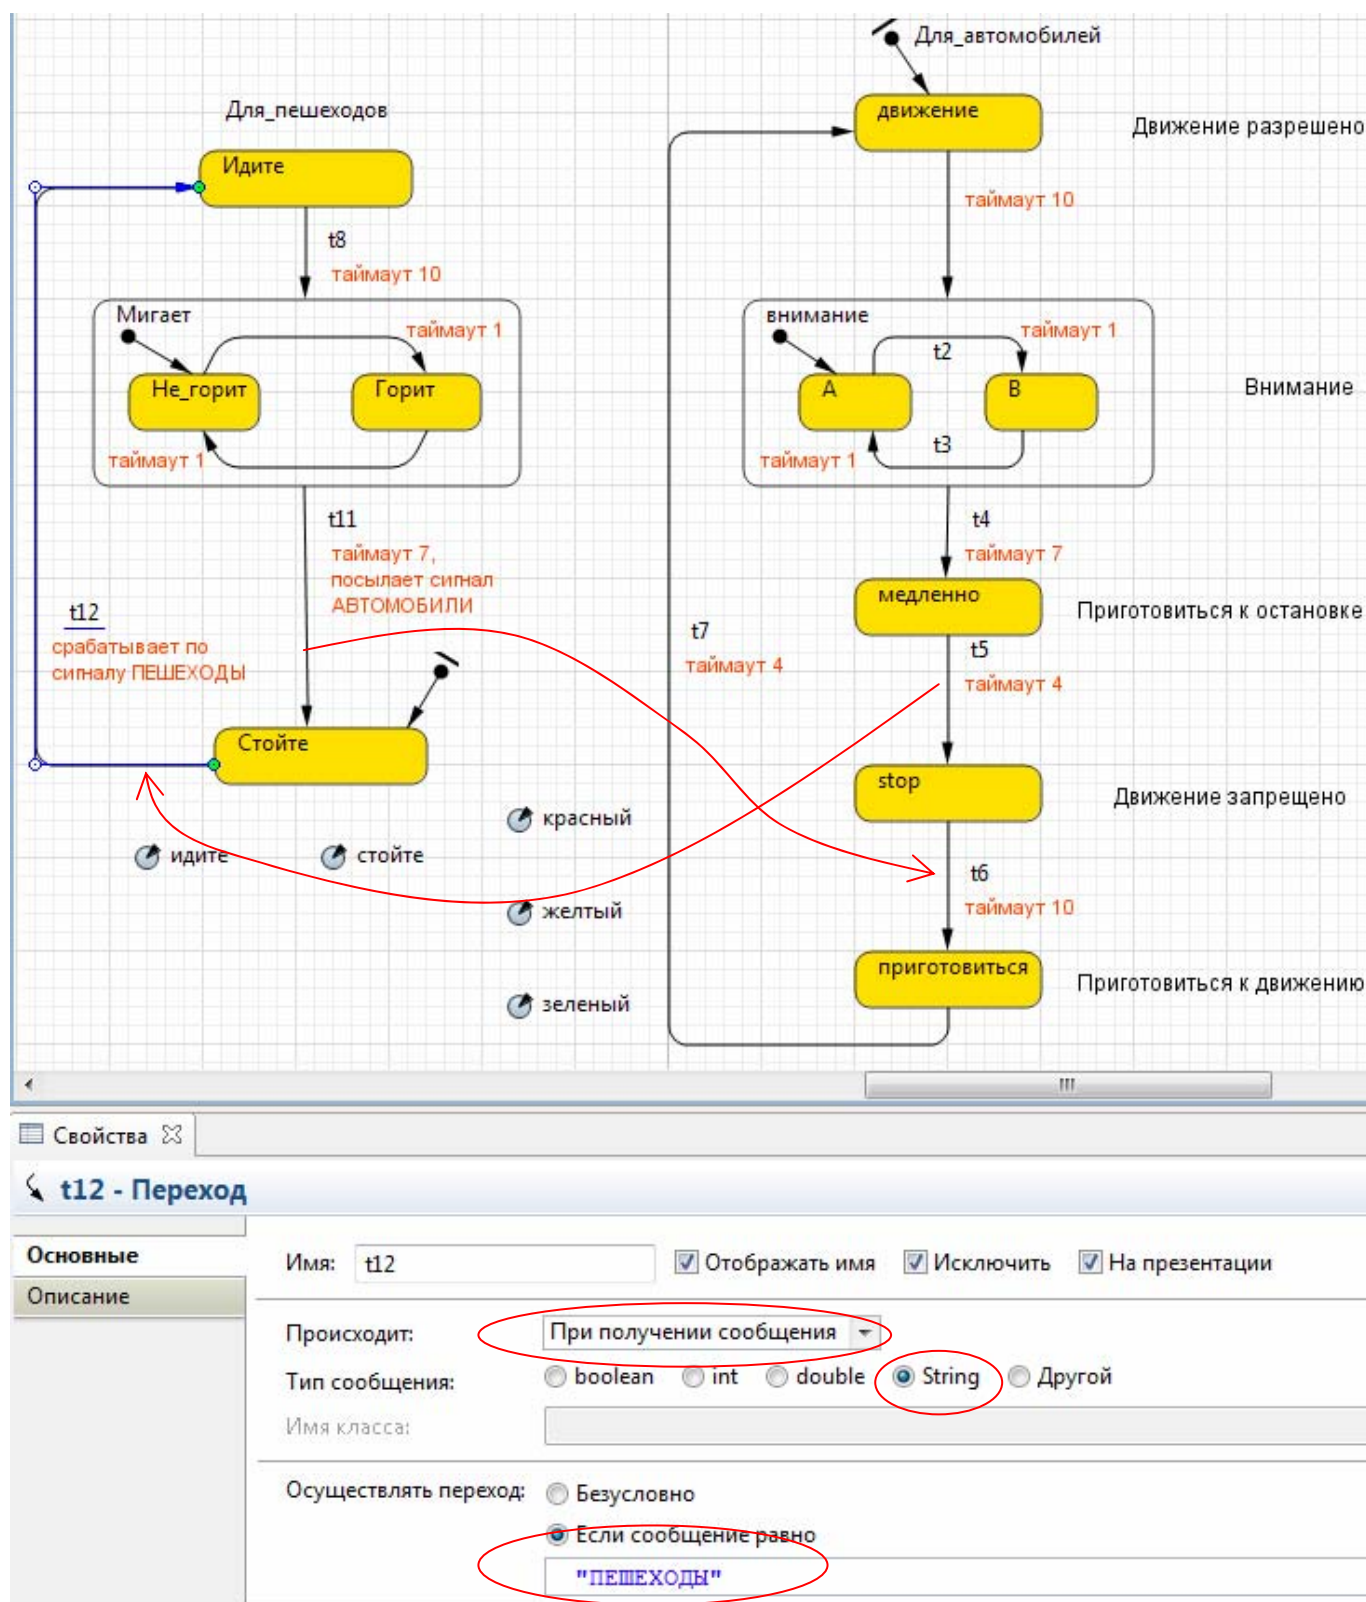 Для_автомобилей
движение
Движение разрешено
Для_пешеходов
Идите
таймаут 10
t8
таймаут 10
Мигает
таймаут 1
Не_горит
Горит
таймаут 1
внимание
таймаут 1
t2
A
B
Внимание
t3
таймаут 1
t11
таймаут 7,
посылает сигнал
АВТОМОБИЛИ
t4
таймаут 7
медленно
Приготовиться к остановке
t12
срабатывает по
сигналу ПЕШЕХОДЫ
t7
таймаут 4
t5
таймаут 4
Стойте
stop
Движение запрещено
красный
идите
стойте
t6
таймаут 10
желтый
приготовиться
Приготовиться к движению
зеленый
Свойства
t12 - Переход
Основные
Описание
Имя: t12 Отображать имя Исключить На презентации
Происходит: При получении сообщения
Тип сообщения: boolean int double String Другой
Имя класса:
Осуществлять переход: Безусловно
Если сообщение равно
"ПЕШЕХОДЫ"